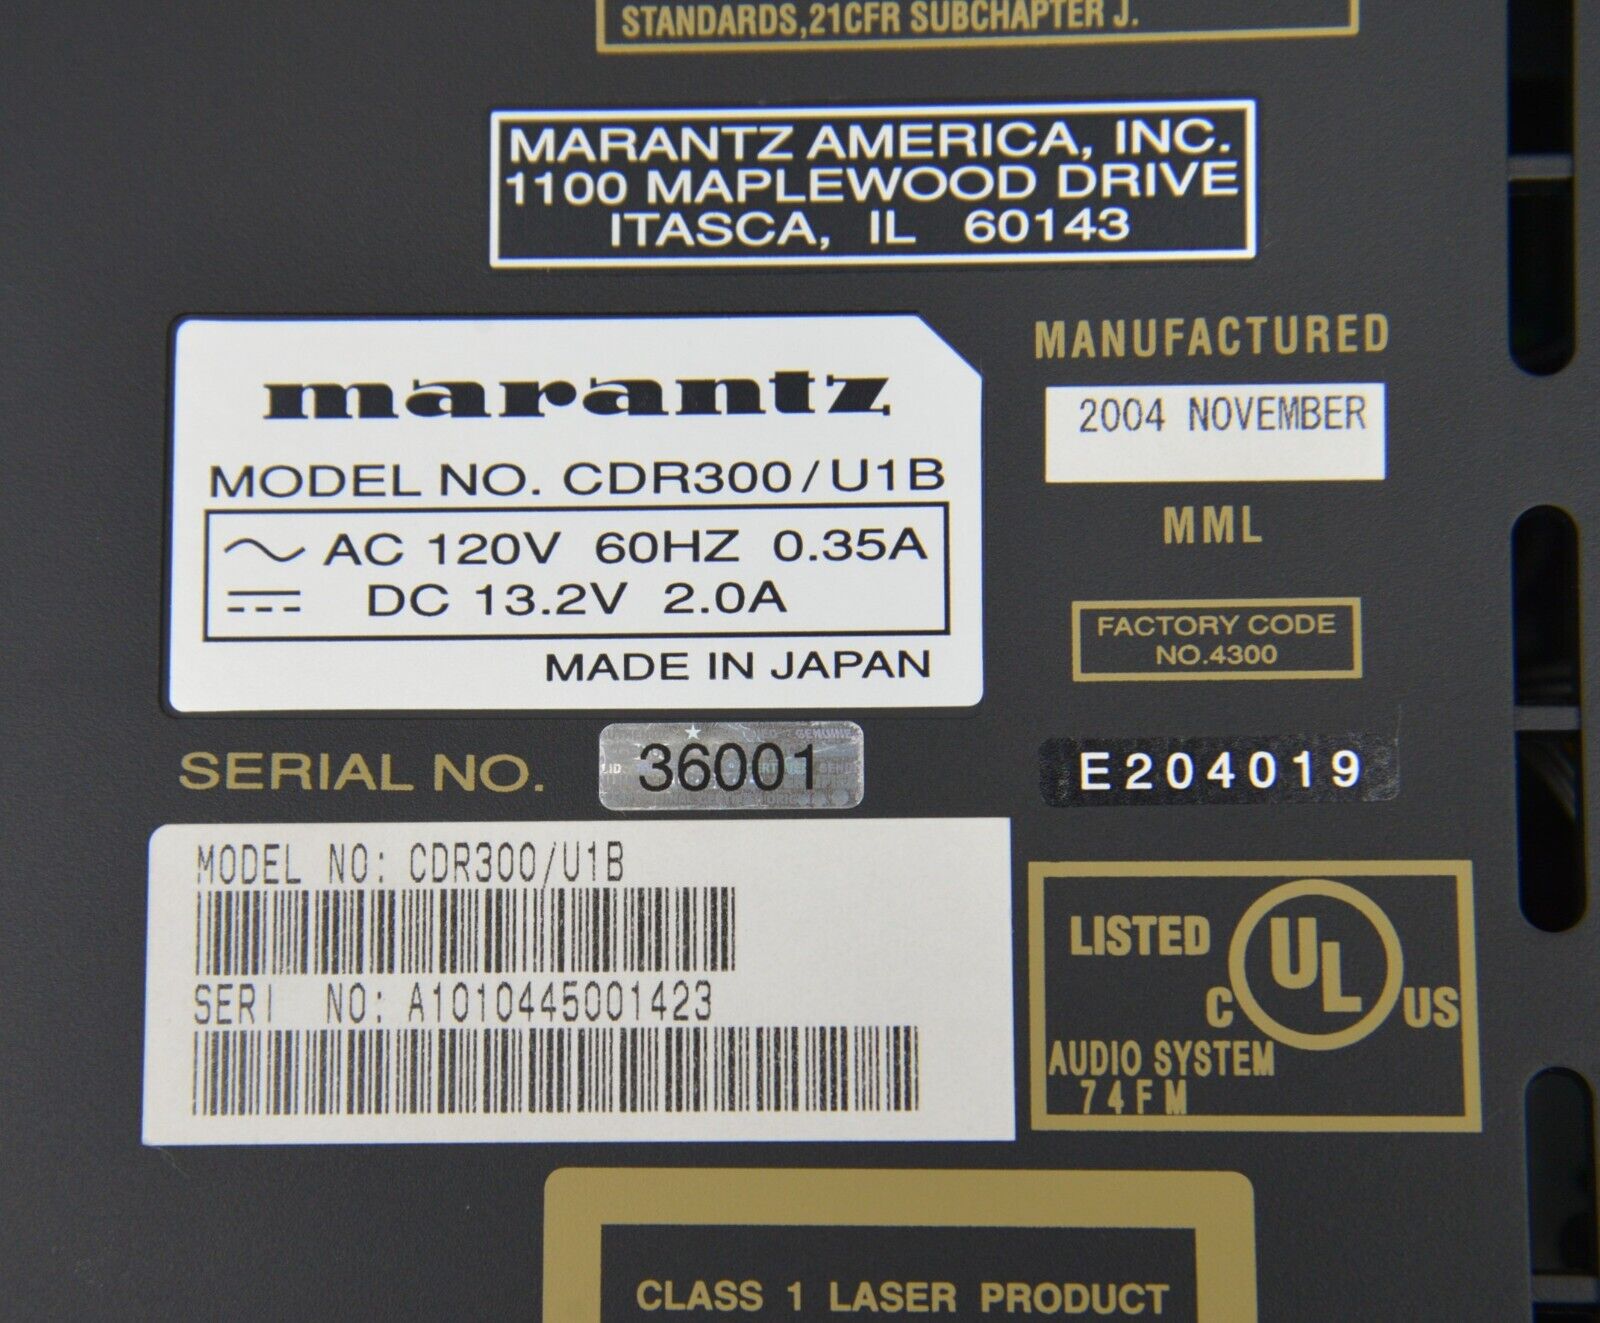 STANDARDS,21CFR SUBCHAPTER J.
MARANTZ AMERICA, INC.
1100 MAPLEWOOD DRIVE
ITASCA, IL 60143
marantz
MODEL NO. CDR300/U1B
AC 120V 60HZ 0.35A
DC 13.2V 2.0A
MADE IN JAPAN
MANUFACTURED
2004 NOVEMBER
MML
FACTORY CODE
NO.4300
SERIAL NO. 36001
E204019
MODEL NO: CDR300/U1B
SERI NO: A1010445001423
LISTED
C UL US
AUDIO SYSTEM
74FM
CLASS 1 LASER PRODUCT